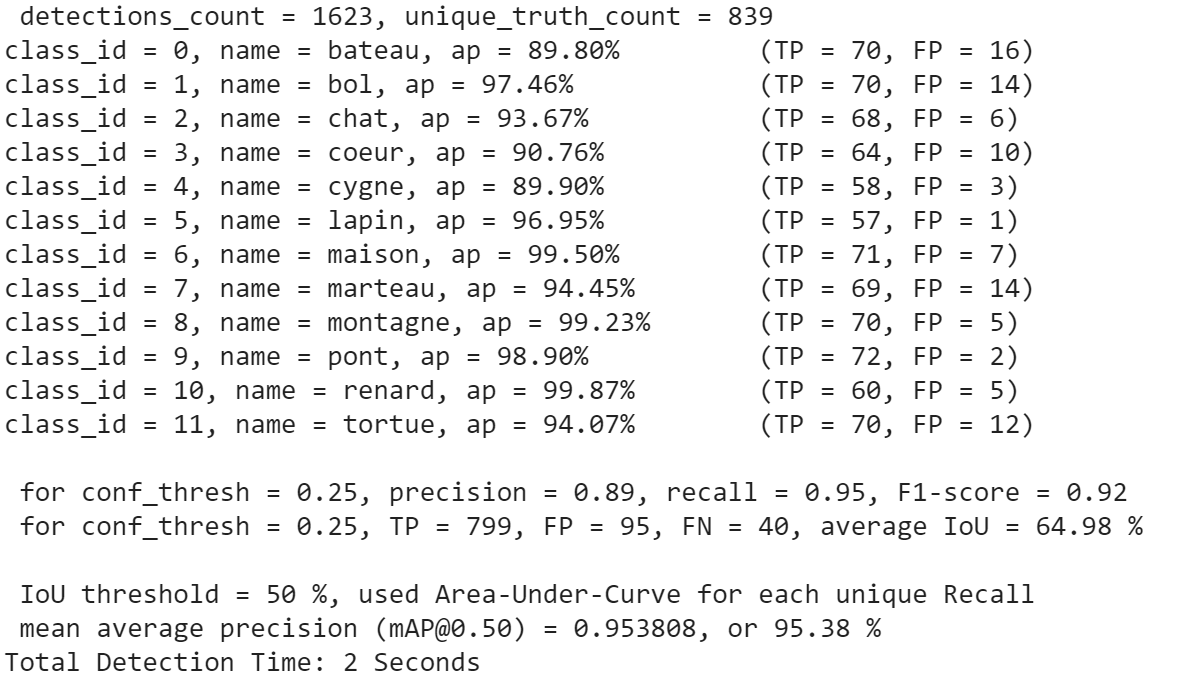 detections_count = 1623, unique_truth_count = 839
class_id = 0, name = bateau, ap = 89.80% (TP = 70, FP = 16)
class_id = 1, name = bol, ap = 97.46% (TP = 70, FP = 14)
class_id = 2, name = chat, ap = 93.67% (TP = 68, FP = 6)
class_id = 3, name = coeur, ap = 90.76% (TP = 64, FP = 10)
class_id = 4, name = cygne, ap = 89.90% (TP = 58, FP = 3)
class_id = 5, name = lapin, ap = 96.95% (TP = 57, FP = 1)
class_id = 6, name = maison, ap = 99.50% (TP = 71, FP = 7)
class_id = 7, name = marteau, ap = 94.45% (TP = 69, FP = 14)
class_id = 8, name = montagne, ap = 99.23% (TP = 70, FP = 5)
class_id = 9, name = pont, ap = 98.90% (TP = 72, FP = 2)
class_id = 10, name = renard, ap = 99.87% (TP = 60, FP = 5)
class_id = 11, name = tortue, ap = 94.07% (TP = 70, FP = 12)
for conf_thresh = 0.25, precision = 0.89, recall = 0.95, F1-score = 0.92
for conf_thresh = 0.25, TP = 799, FP = 95, FN = 40, average IoU = 64.98 %
IoU threshold = 50 %, used Area-Under-Curve for each unique Recall
mean average precision (mAP@0.50) = 0.953808, or 95.38 %
Total Detection Time: 2 Seconds